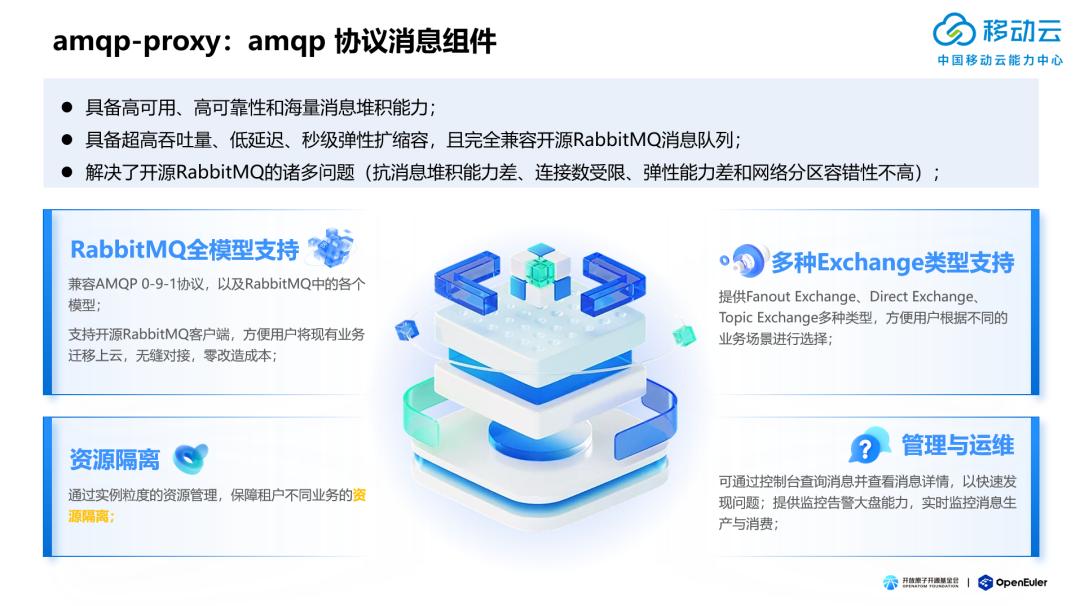 amqp-proxy：amqp 协议消息组件
移动云
中国移动云能力中心
● 具备高可用、高可靠性和海量消息堆积能力；
● 具备超高吞吐量、低延迟、秒级弹性扩缩容，且完全兼容开源RabbitMQ消息队列；
● 解决了开源RabbitMQ的诸多问题（抗消息堆积能力差、连接数受限、弹性能力差和网络分区容错性不高）；
RabbitMQ全模型支持
兼容AMQP 0-9-1协议，以及RabbitMQ中的各个
模型；
支持开源RabbitMQ客户端，方便用户将现有业务
迁移上云，无缝对接，零改造成本；
多种Exchange类型支持
提供Fanout Exchange、Direct Exchange、
Topic Exchange多种类型，方便用户根据不同的
业务场景进行选择；
资源隔离
通过实例粒度的资源管理，保障租户不同业务的资
源隔离；
?
管理与运维
可通过控制台查询消息并查看消息详情，以快速发
现问题；提供监控告警大盘能力，实时监控消息生
产与消费；
开放原子开源基金会
OPENATOM FOUNDATION
| OpenEuler